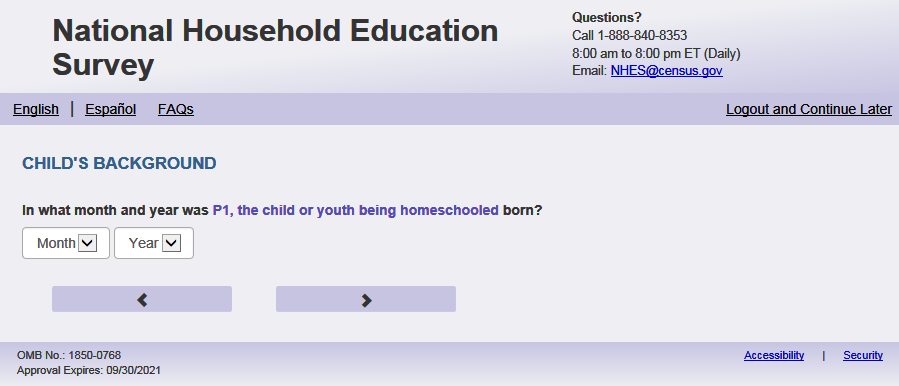 National Household Education
Survey
Questions?
Call 1-888-840-8353
8:00 am to 8:00 pm ET (Daily)
Email: NHES@census.gov
English | Español FAQs
Logout and Continue Later
CHILD'S BACKGROUND
In what month and year was P1, the child or youth being homeschooled born?
Month Year
OMB No.: 1850-0768
Approval Expires: 09/30/2021
Accessibility | Security